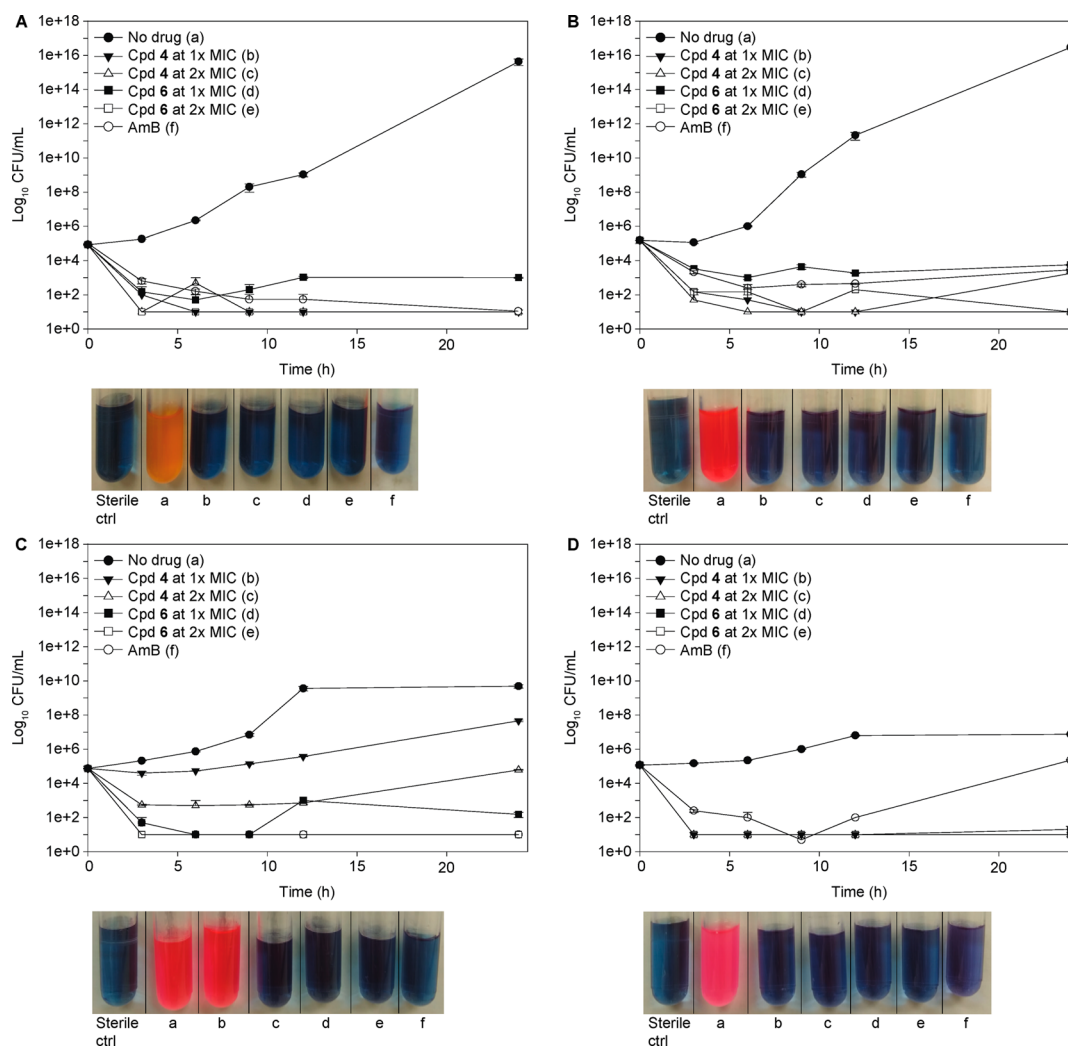 A
1e+18
1e+16
1e+14
1e+12
1e+10
1e+8
1e+6
1e+4
1e+2
1e+0
Log10 CFU/mL
No drug (a)
Cpd 4 at 1x MIC (b)
Cpd 4 at 2x MIC (c)
Cpd 6 at 1x MIC (d)
Cpd 6 at 2x MIC (e)
AmB (f)
0 5 10 15 20
Time (h)
Sterile ctrl a b c d e f
B
1e+18
1e+16
1e+14
1e+12
1e+10
1e+8
1e+6
1e+4
1e+2
1e+0
Log10 CFU/mL
No drug (a)
Cpd 4 at 1x MIC (b)
Cpd 4 at 2x MIC (c)
Cpd 6 at 1x MIC (d)
Cpd 6 at 2x MIC (e)
AmB (f)
0 5 10 15 20
Time (h)
Sterile ctrl a b c d e f
C
1e+18
1e+16
1e+14
1e+12
1e+10
1e+8
1e+6
1e+4
1e+2
1e+0
Log10 CFU/mL
No drug (a)
Cpd 4 at 1x MIC (b)
Cpd 4 at 2x MIC (c)
Cpd 6 at 1x MIC (d)
Cpd 6 at 2x MIC (e)
AmB (f)
0 5 10 15 20
Time (h)
Sterile ctrl a b c d e f
D
1e+18
1e+16
1e+14
1e+12
1e+10
1e+8
1e+6
1e+4
1e+2
1e+0
Log10 CFU/mL
No drug (a)
Cpd 4 at 1x MIC (b)
Cpd 4 at 2x MIC (c)
Cpd 6 at 1x MIC (d)
Cpd 6 at 2x MIC (e)
AmB (f)
0 5 10 15 20
Time (h)
Sterile ctrl a b c d e f